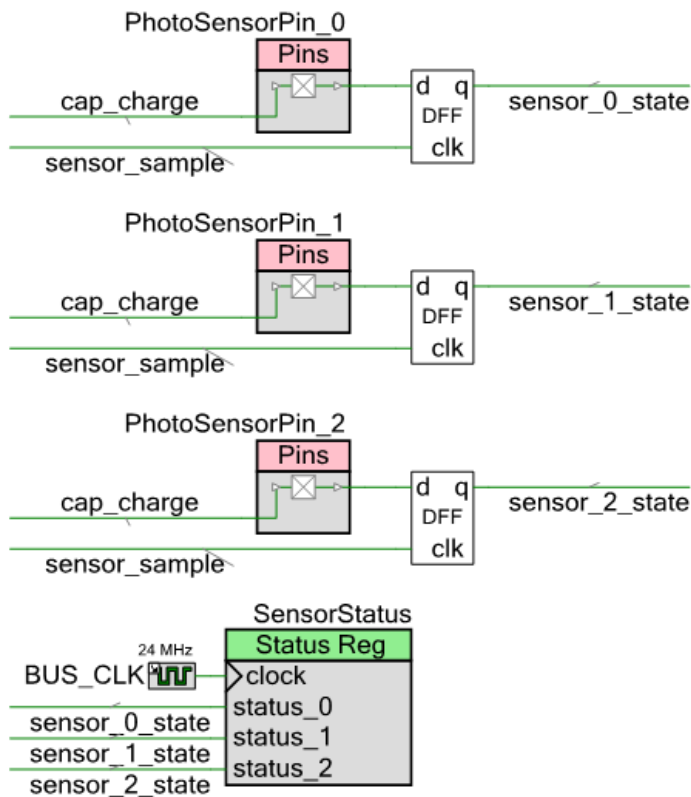 PhotoSensorPin_0
Pins
cap_charge
d q
sensor_0_state
DFF
sensor_sample
clk
PhotoSensorPin_1
Pins
cap_charge
d q
sensor_1_state
DFF
sensor_sample
clk
PhotoSensorPin_2
Pins
cap_charge
d q
sensor_2_state
DFF
sensor_sample
clk
SensorStatus
Status Reg
24 MHz
BUS_CLK
clock
sensor_0_state
status_0
sensor_1_state
status_1
sensor_2_state
status_2